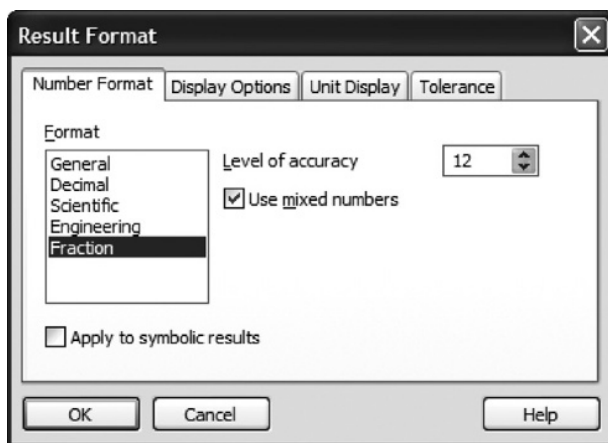 Result Format
Number Format Display Options Unit Display Tolerance
Format
General
Decimal
Scientific
Engineering
Fraction
Level of accuracy 12
Use mixed numbers
Apply to symbolic results
OK Cancel Help